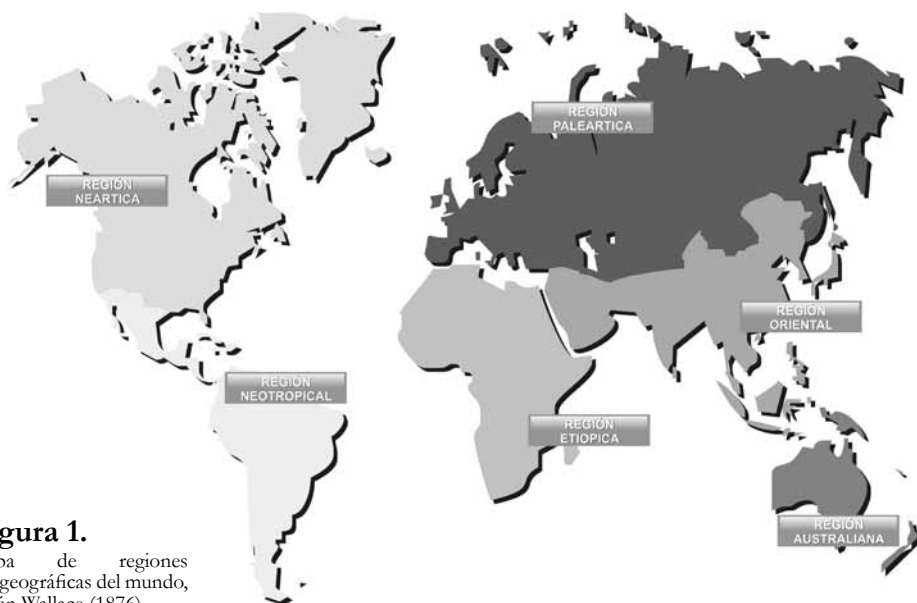 REGIÓN
PALEARTICA
REGIÓN
NEARTICA
REGIÓN
ORIENTAL
REGIÓN
NEOTROPICAL
REGIÓN
ETIOPICA
REGIÓN
AUSTRALIANA
gura 1.
pa de regiones
geográficas del mundo,
Wallace (1876)